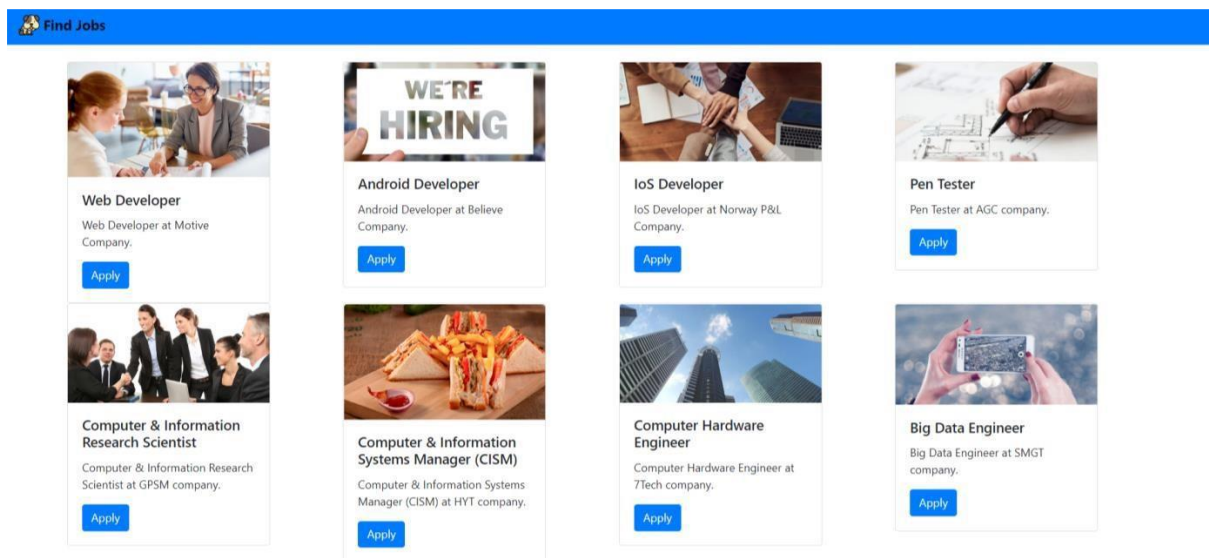 Find Jobs
WE'RE
HIRING
Web Developer
Web Developer at Motive
Company.
Apply
Android Developer
Android Developer at Believe
Company.
Apply
IoS Developer
IoS Developer at Norway P&L
Company.
Apply
Pen Tester
Pen Tester at AGC company.
Apply
Computer & Information
Research Scientist
Computer & Information Research
Scientist at GPSM company.
Apply
Computer & Information
Systems Manager (CISM)
Computer & Information Systems
Manager (CISM) at HYT company.
Apply
Computer Hardware
Engineer
Computer Hardware Engineer at
7Tech company.
Apply
Big Data Engineer
Big Data Engineer at SMGT
company.
Apply